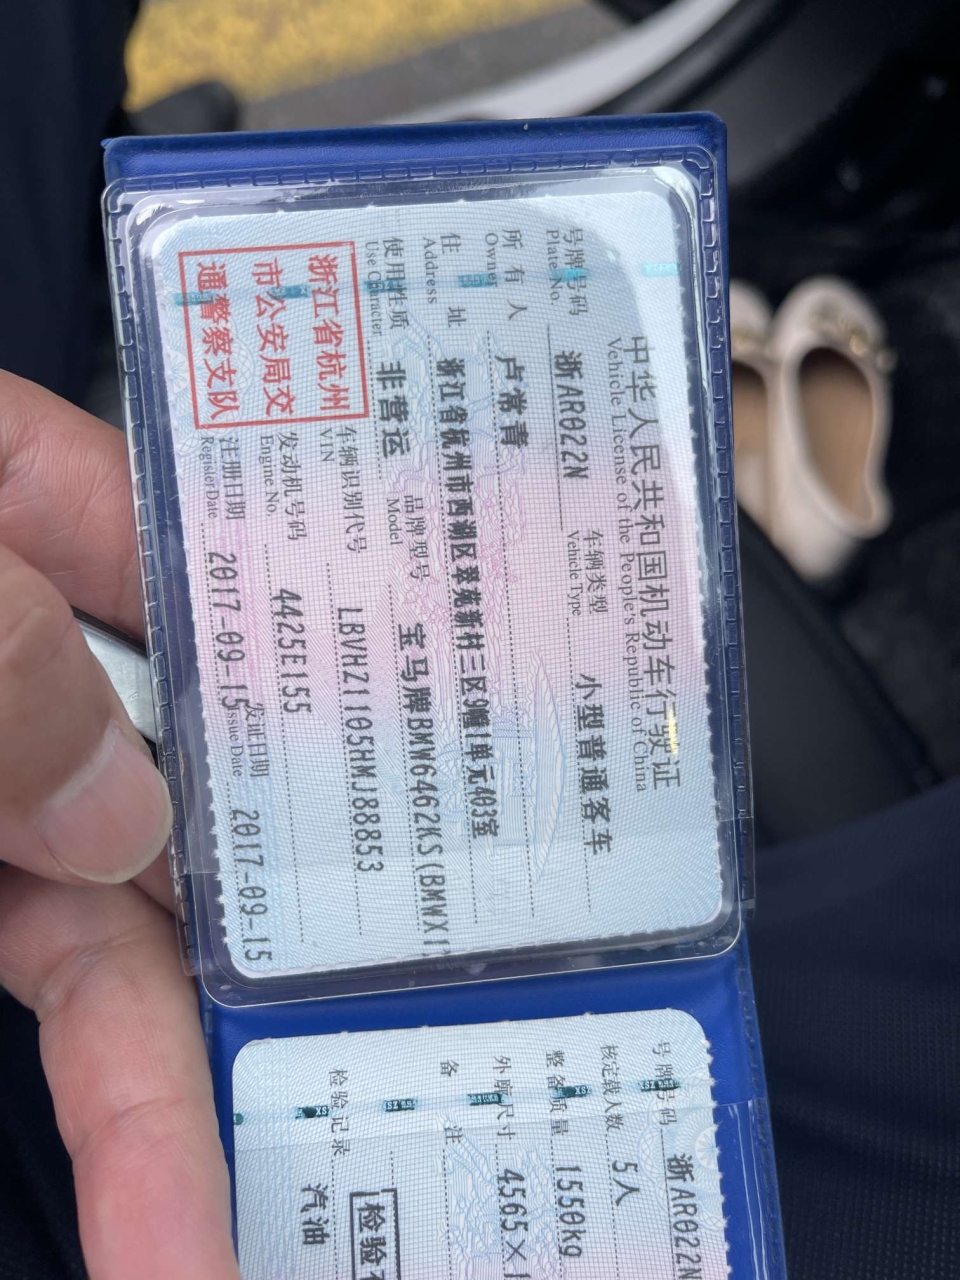 中华人民共和国机动车行驶证
Vehicle License of the People's Republic of China
号牌号码 浙AR022N 车辆类型 小型普通客车
Plate No. Vehicle Type
所有人 卢常青
Owner
住址 浙江省杭州市西湖区翠苑新村三区9幢1单元403室
Address
使用性质 非营运 品牌型号 宝马牌BMW6462KS(BMWX1)
Use Character Model
浙江省杭州
市公安局交
通警察支队
车辆识别代号 LBVHZ1105HMJ88853
VIN
发动机号码 4425E155
Engine No.
注册日期 2017-09-15 发证日期 2017-09-15
Register Date Issue Date
号牌号码 浙AR022N
核定载人数 5人
整备质量 1550kg
外廓尺寸 4565×1
备注
检验
检验记录 汽油